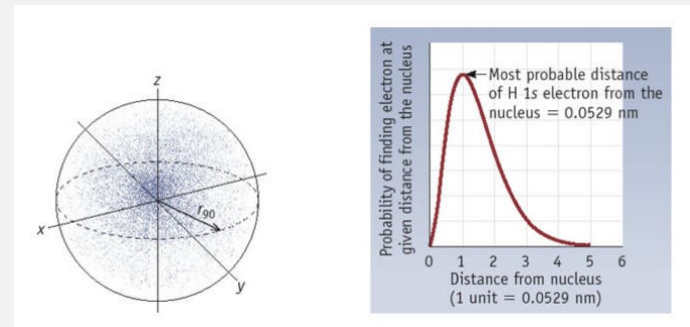 z
r90
x
y
Probability of finding electron at
given distance from the nucleus
Most probable distance
of H 1s electron from the
nucleus = 0.0529 nm
0 1 2 3 4 5 6
Distance from nucleus
(1 unit = 0.0529 nm)